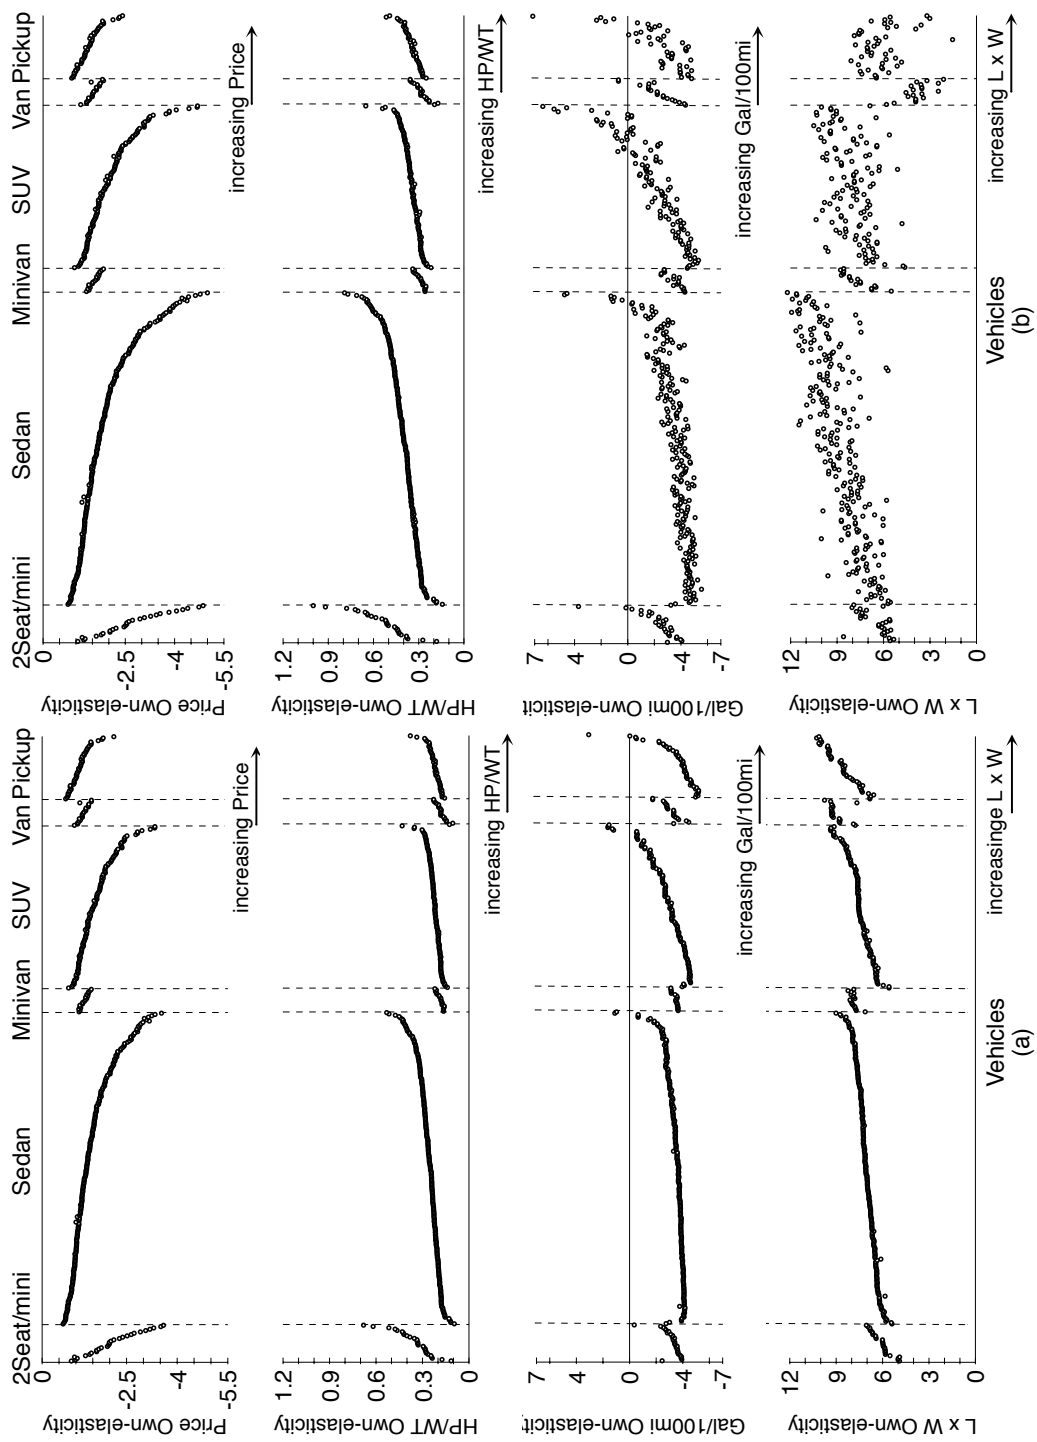 2Seat/mini Sedan Minivan SUV Van Pickup
Price Own-elasticity
0
-2.5
-4
-5.5
increasing Price
HP/WT Own-elasticity
1.2
0.9
0.6
0.3
0
increasing HP/WT
Gal/100mi Own-elasticity
7
4
0
-4
-7
increasing Gal/100mi
L x W Own-elasticity
12
9
6
3
0
increasinge L x W
Vehicles
(a)
2Seat/mini Sedan Minivan SUV Van Pickup
Price Own-elasticity
0
-2.5
-4
-5.5
increasing Price
HP/WT Own-elasticity
1.2
0.9
0.6
0.3
0
increasing HP/WT
Gal/100mi Own-elasticit
7
4
0
-4
-7
increasing Gal/100mi
L x W Own-elasticity
12
9
6
3
0
increasing L x W
Vehicles
(b)